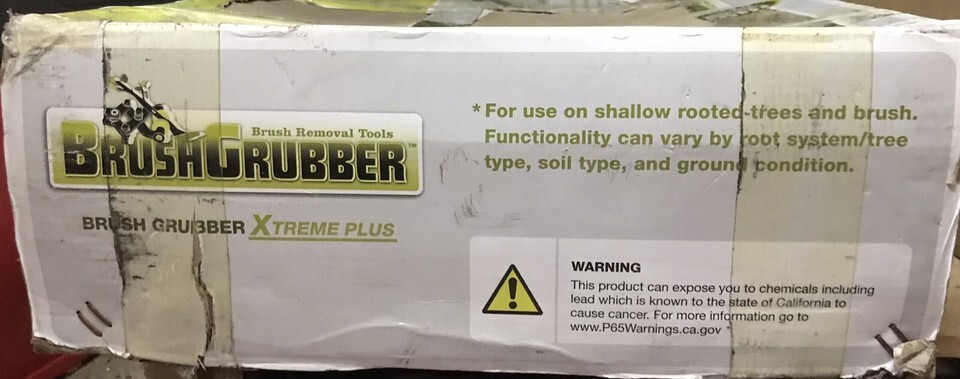 Brush Removal Tools
BRUSHGRUBBER™
BRUSH GRUBBER XTREME PLUS
* For use on shallow rooted trees and brush.
Functionality can vary by root system/tree
type, soil type, and ground condition.
WARNING
This product can expose you to chemicals including
lead which is known to the state of California to
cause cancer. For more information go to
www.P65Warnings.ca.gov